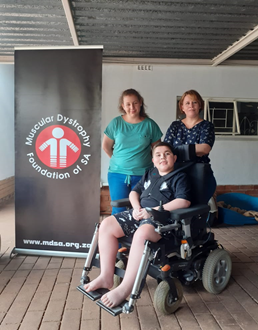 Muscular Dystrophy
Foundation of SA
www.mdsa.org.za